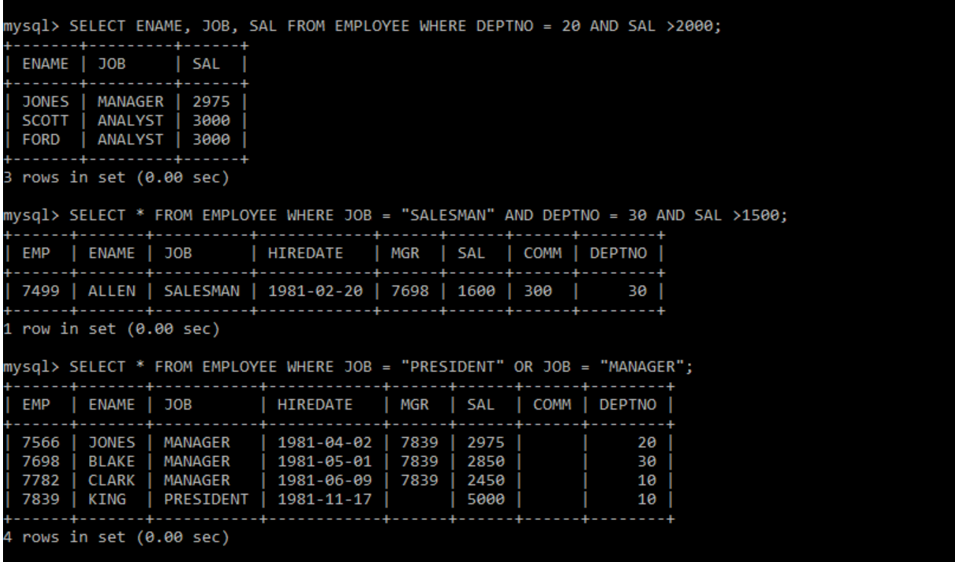 mysql> SELECT ENAME, JOB, SAL FROM EMPLOYEE WHERE DEPTNO = 20 AND SAL >2000;
+-------+---------+------+
| ENAME | JOB     | SAL  |
+-------+---------+------+
| JONES | MANAGER | 2975 |
| SCOTT | ANALYST | 3000 |
| FORD  | ANALYST | 3000 |
+-------+---------+------+
3 rows in set (0.00 sec)

mysql> SELECT * FROM EMPLOYEE WHERE JOB = "SALESMAN" AND DEPTNO = 30 AND SAL >1500;
+------+-------+----------+------------+------+------+------+--------+
| EMP  | ENAME | JOB      | HIREDATE   | MGR  | SAL  | COMM | DEPTNO |
+------+-------+----------+------------+------+------+------+--------+
| 7499 | ALLEN | SALESMAN | 1981-02-20 | 7698 | 1600 | 300  |     30 |
+------+-------+----------+------------+------+------+------+--------+
1 row in set (0.00 sec)

mysql> SELECT * FROM EMPLOYEE WHERE JOB = "PRESIDENT" OR JOB = "MANAGER";
+------+-------+-----------+------------+------+------+------+--------+
| EMP  | ENAME | JOB       | HIREDATE   | MGR  | SAL  | COMM | DEPTNO |
+------+-------+-----------+------------+------+------+------+--------+
| 7566 | JONES | MANAGER   | 1981-04-02 | 7839 | 2975 |      |     20 |
| 7698 | BLAKE | MANAGER   | 1981-05-01 | 7839 | 2850 |      |     30 |
| 7782 | CLARK | MANAGER   | 1981-06-09 | 7839 | 2450 |      |     10 |
| 7839 | KING  | PRESIDENT | 1981-11-17 |      | 5000 |      |     10 |
+------+-------+-----------+------------+------+------+------+--------+
4 rows in set (0.00 sec)